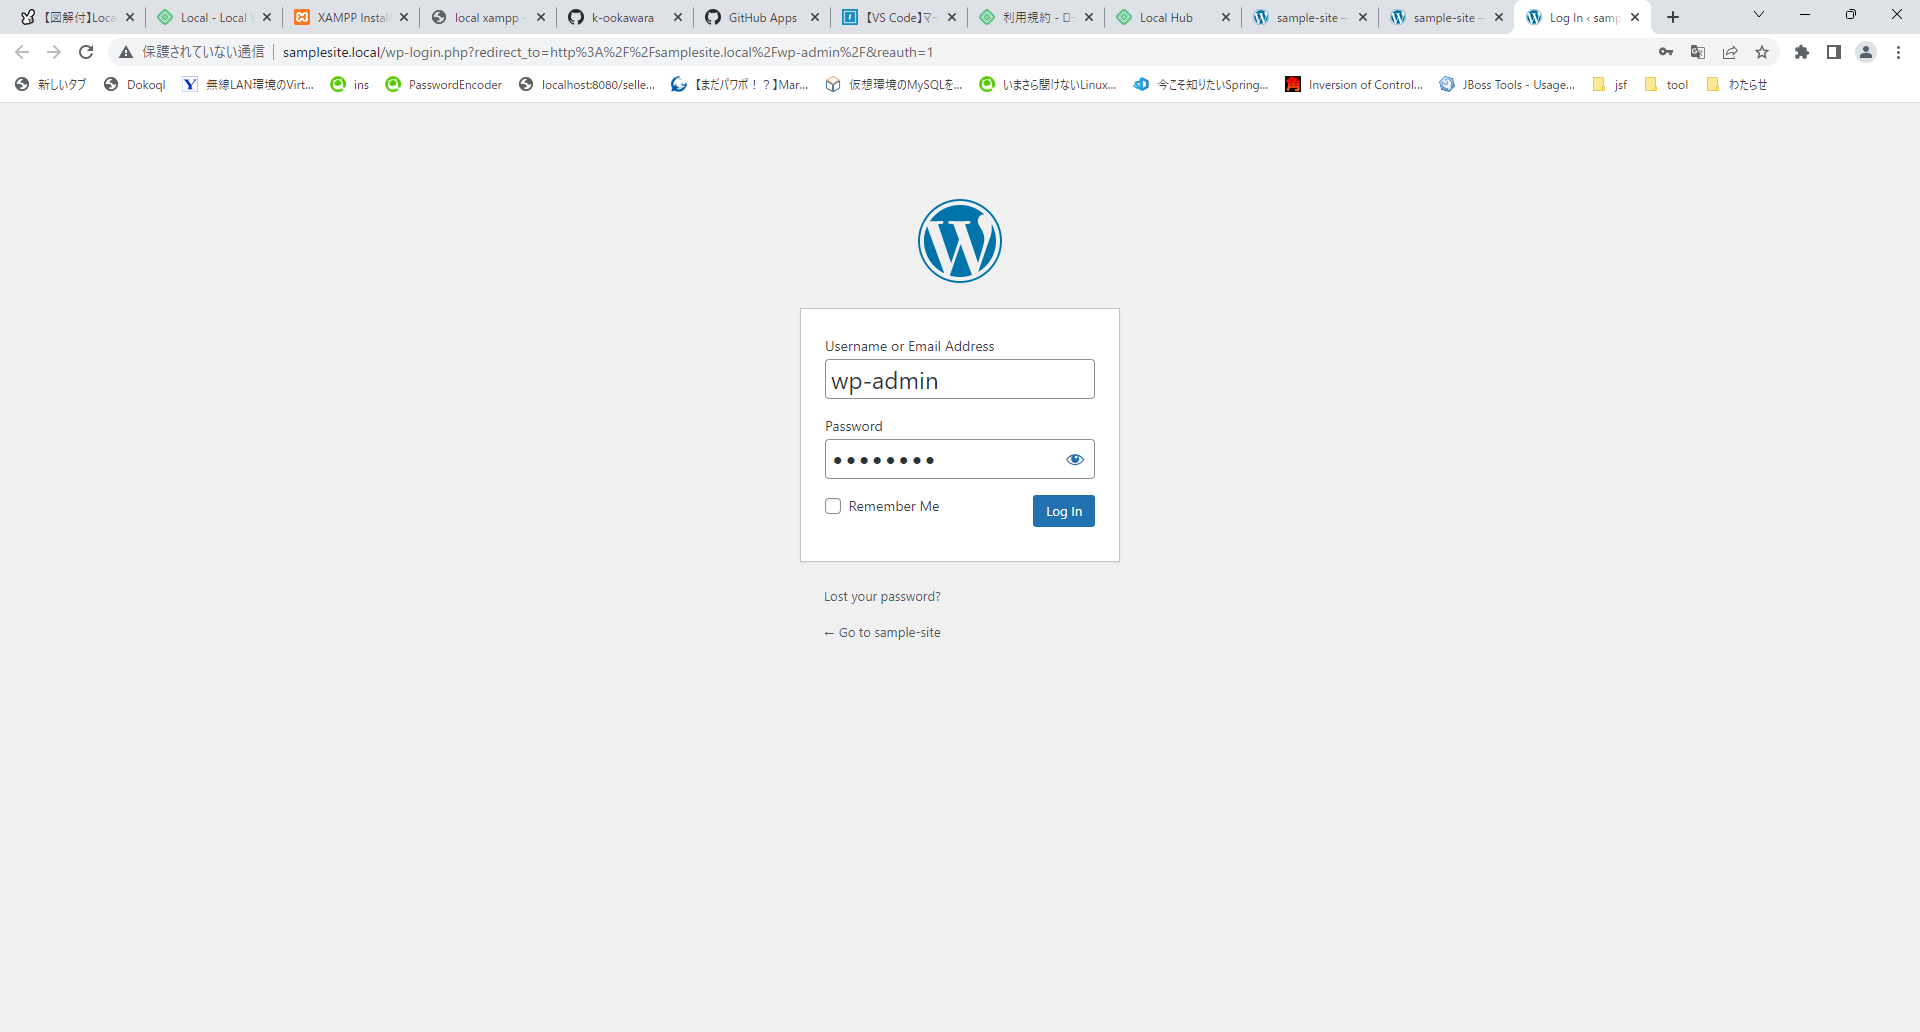 【図解付】Loca
Local - Local
XAMPP Instal
local xampp -
k-ookawara
GitHub Apps
【VS Code】マー
利用規約 - ロー
Local Hub
sample-site –
sample-site –
Log In ‹ samp
保護されていない通信
samplesite.local/wp-login.php?redirect_to=http%3A%2F%2Fsamplesite.local%2Fwp-admin%2F&reauth=1
新しいタブ
Dokoql
無線LAN環境のVirt...
ins
PasswordEncoder
localhost:8080/selle...
【まだパワポ！？】Mar...
仮想環境のMySQLを...
いまさら聞けないLinux...
今こそ知りたいSpring...
Inversion of Control...
JBoss Tools - Usage...
jsf
tool
わたらせ
Username or Email Address
wp-admin
Password
Remember Me
Log In
Lost your password?
← Go to sample-site